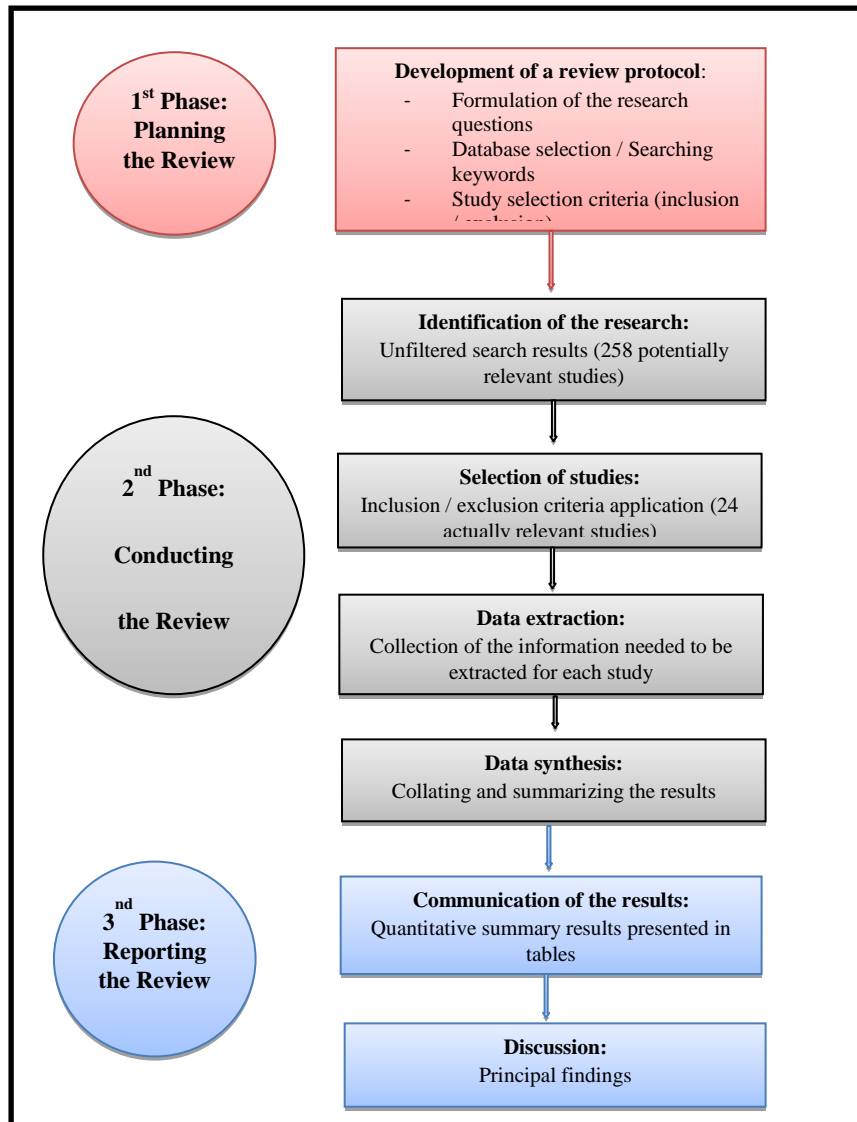 1st Phase:
Planning
the Review
Development of a review protocol:
- Formulation of the research
questions
- Database selection / Searching
keywords
- Study selection criteria (inclusion
/ exclusion)
Identification of the research:
Unfiltered search results (258 potentially
relevant studies)
2nd Phase:
Conducting
the Review
Selection of studies:
Inclusion / exclusion criteria application (24
actually relevant studies)
Data extraction:
Collection of the information needed to be
extracted for each study
Data synthesis:
Collating and summarizing the results
3nd Phase:
Reporting
the Review
Communication of the results:
Quantitative summary results presented in
tables
Discussion:
Principal findings